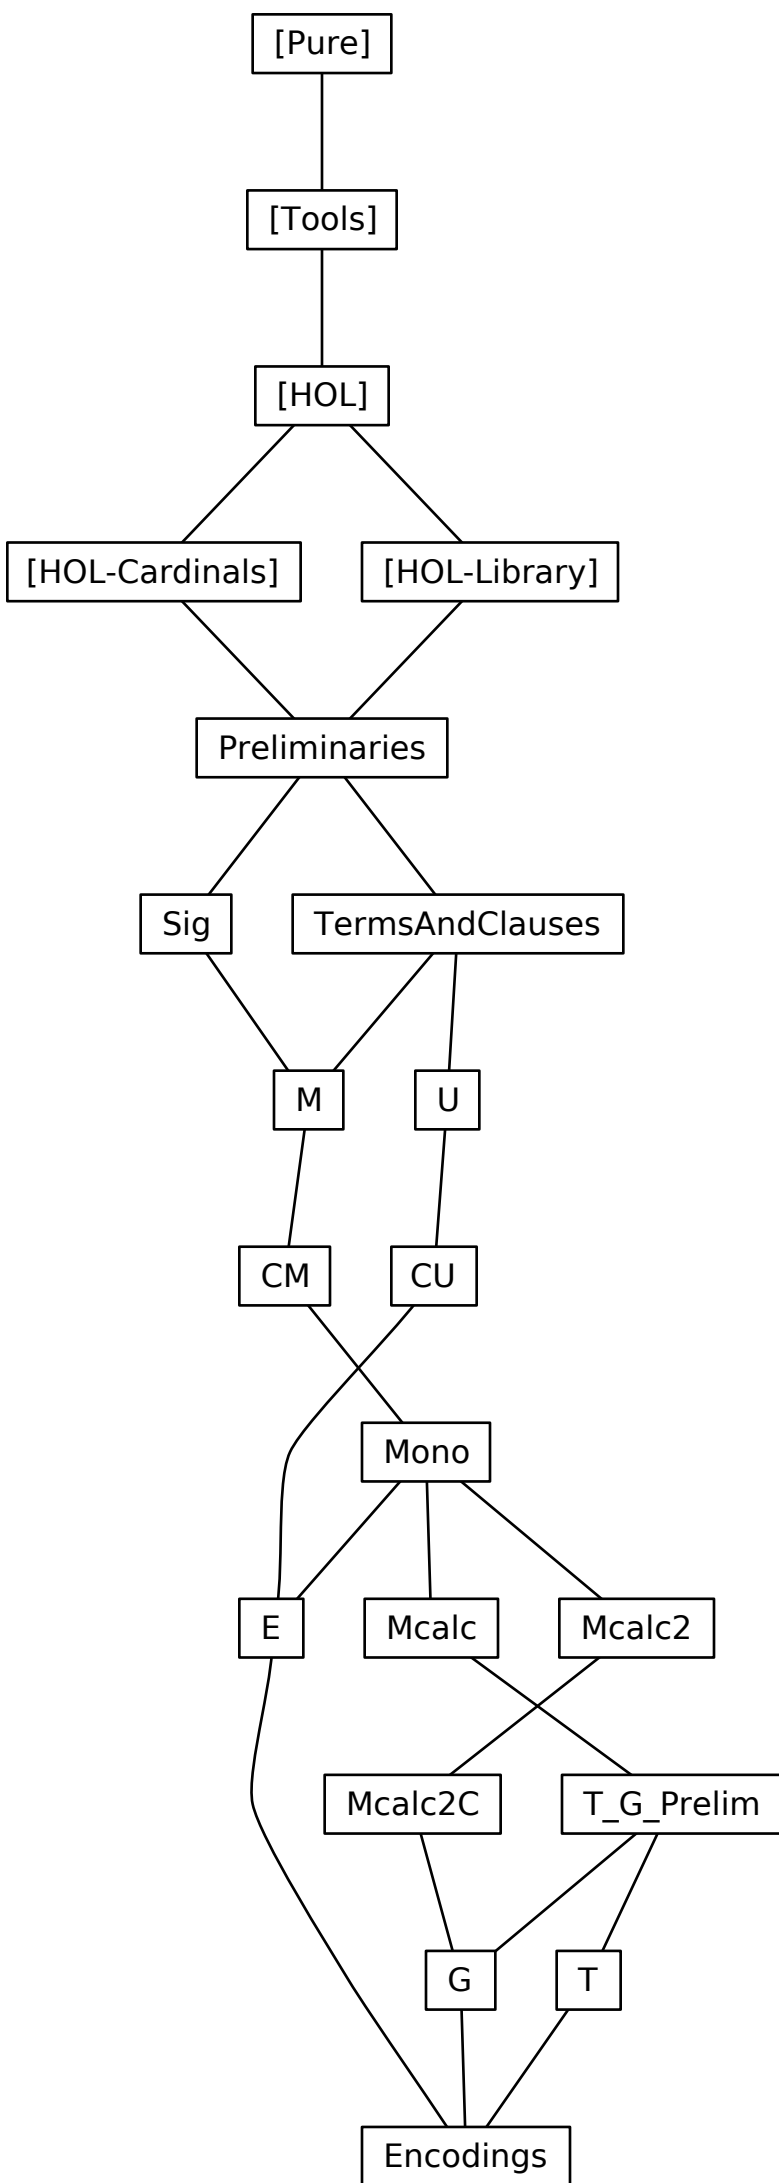 [Pure]
[Tools]
[HOL]
[HOL-Cardinals]
[HOL-Library]
Preliminaries
Sig
TermsAndClauses
M
U
CM
CU
Mono
E
Mcalc
Mcalc2
Mcalc2C
T_G_Prelim
G
T
Encodings